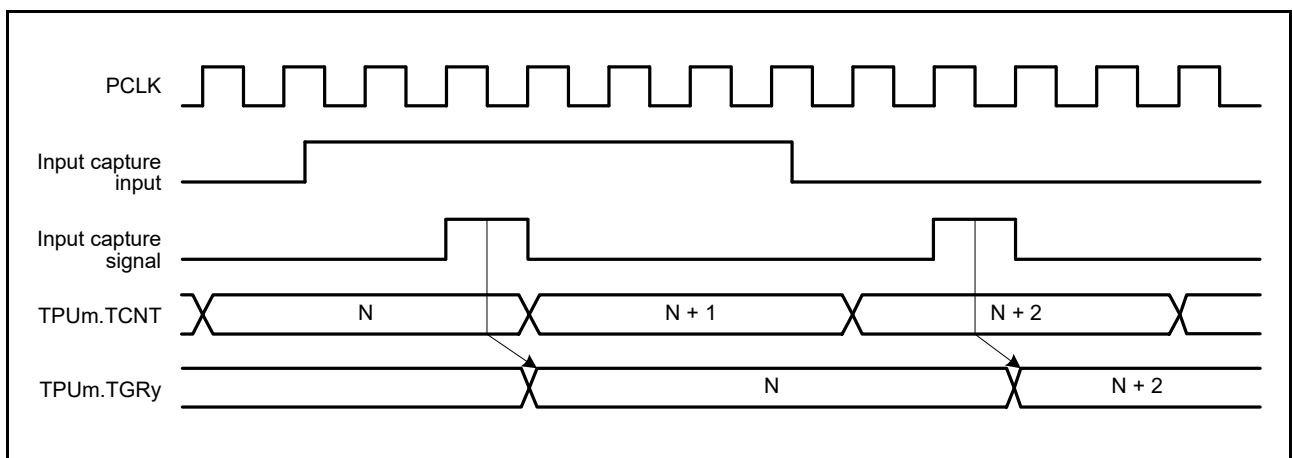 PCLK
Input capture
input
Input capture
signal
TPUm.TCNT
N
N + 1
N + 2
TPUm.TGRy
N
N + 2